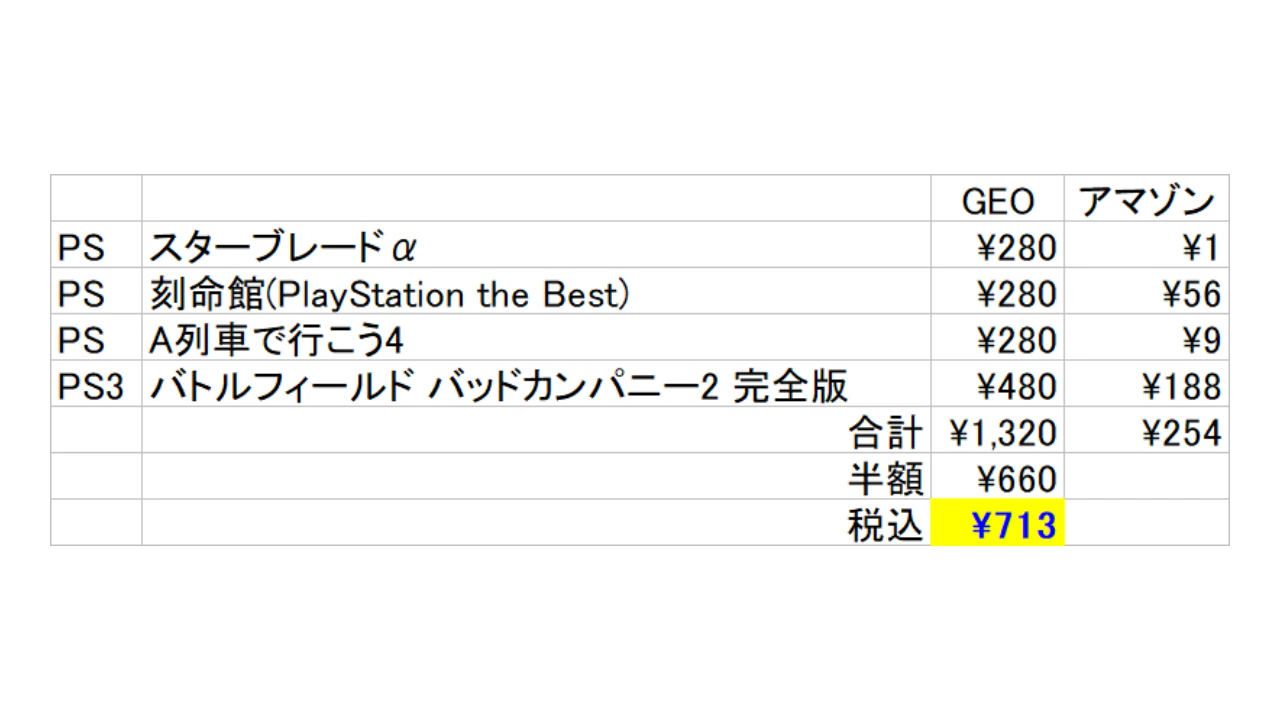 GEO アマゾン
PS スターブレードα ¥280 ¥1
PS 刻命館(PlayStation the Best) ¥280 ¥56
PS A列車で行こう4 ¥280 ¥9
PS3 バトルフィールド バッドカンパニー2 完全版 ¥480 ¥188
合計 ¥1,320 ¥254
半額 ¥660
税込 ¥713